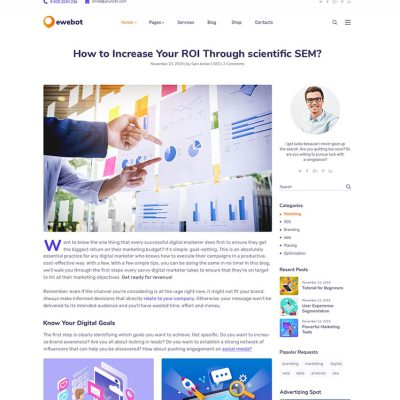 8 800 2534 236
email@yoursite.com
ewebot
Home
Pages
Services
Blog
Shop
Contacts
How to Increase Your ROI Through scientific SEM?
November 23, 2019 | by Sam Amber | SEO | 2 Comments
I got lucky because I never gave up
the search. Are you quitting too soon? Or,
are you willing to pursue luck with a
vengeance?
Search
Categories
Marketing
SEO
Branding
Idea
Planing
Optimization
Want to know the one thing that every successful digital marketer does first to ensure they get
the biggest return on their marketing budget? It's simple: goal-setting. This is an absolutely
essential practice for any digital marketer who knows how to execute their campaigns in a productive,
cost-effective way. With a few. With a few simple tips, you can be doing the same in no time! In this blog,
we'll walk you through the first steps every savvy digital marketer takes to ensure that they're on target
to hit all their marketing objectives. Get ready for revenue!
Recent Posts
November 23, 2019
Tutorial for Beginners
November 23, 2019
User Experience
Segmentation
November 23, 2019
Powerful Marketing
Tools
Remember: even if the channel you're considering is all the rage right now, it might not fit your brand.
Always make informed decisions that directly relate to your company. Otherwise, your message won't be
delivered to its intended audience and you'll have wasted time, effort and money.
Know Your Digital Goals
The first step is clearly identifying which goals you want to achieve. Get specific. Do you want to increa-
se brand awareness? Are you all about locking in leads? Do you want to establish a strong network of
influencers that can help you be discovered? How about pushing engagement on social media?
Popular Requests
branding
marketing
digital
web
data
analysis
seo
Advertizing Spot